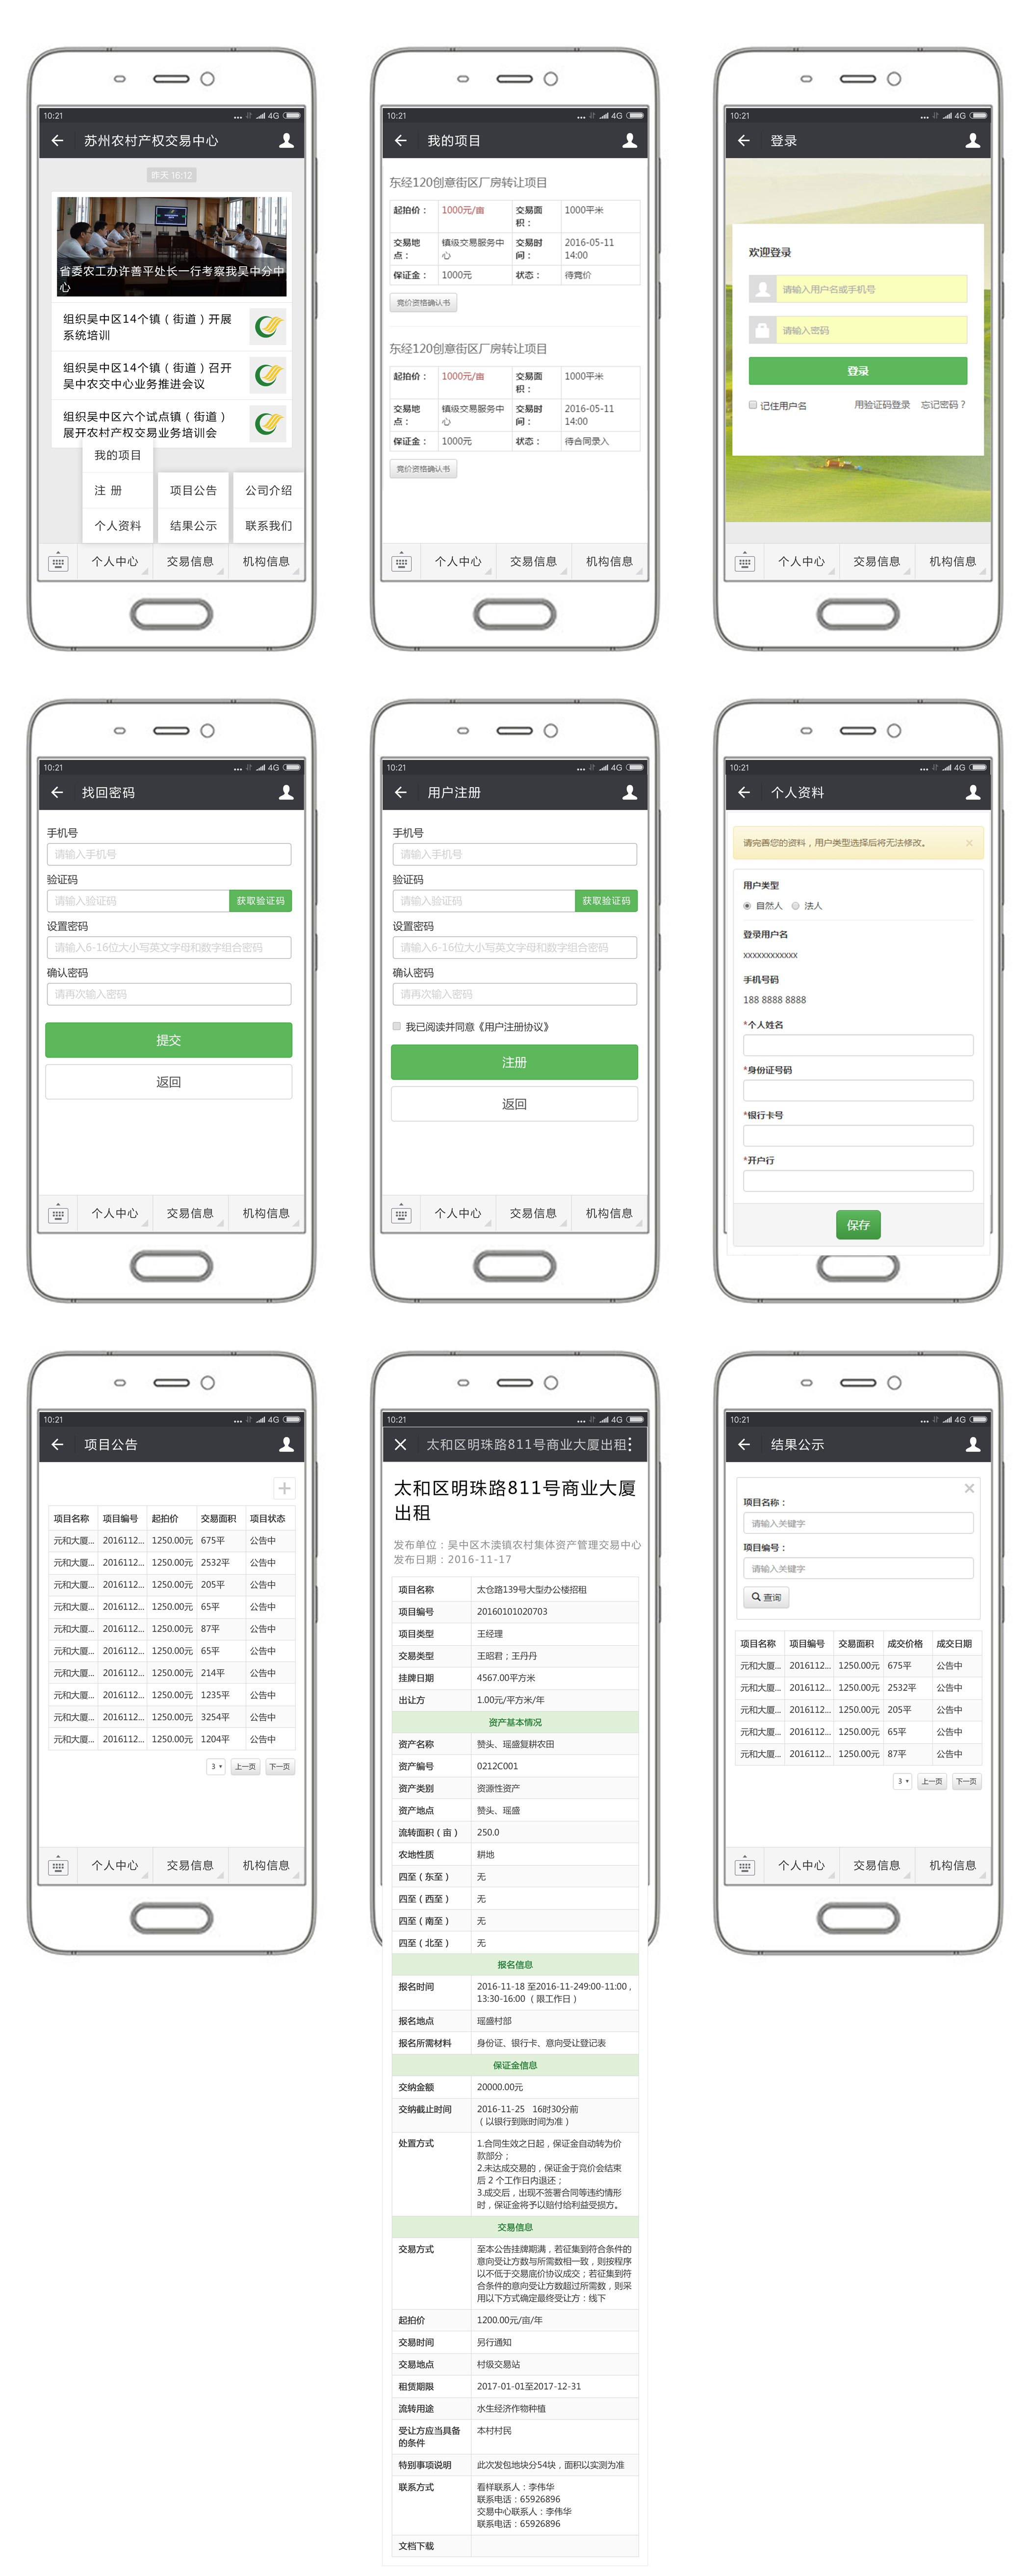 10:21
4G
苏州农村产权交易中心
昨天 16:12
省委农工办许善平处长一行考察我吴中分中
心
组织吴中区14个镇（街道）开展
系统培训
组织吴中区14个镇（街道）召开
吴中农交中心业务推进会议
组织吴中区六个试点镇（街道）
展开农村产权交易业务培训会
我的项目
注 册
个人资料
项目公告
结果公示
公司介绍
联系我们
个人中心 交易信息 机构信息
10:21
4G
我的项目
东经120创意街区厂房转让项目
起拍价： 1000元/亩 交易面积： 1000平米
交易地点： 镇级交易服务中心 交易时间： 2016-05-11 14:00
保证金： 1000元 状态： 待竞价
竞价资格确认书
东经120创意街区厂房转让项目
起拍价： 1000元/亩 交易面积： 1000平米
交易地点： 镇级交易服务中心 交易时间： 2016-05-11 14:00
保证金： 1000元 状态： 待合同录入
竞价资格确认书
个人中心 交易信息 机构信息
10:21
4G
登录
欢迎登录
请输入用户名或手机号
请输入密码
登录
记住用户名 用验证码登录 忘记密码？
个人中心 交易信息 机构信息
10:21
4G
找回密码
手机号
请输入手机号
验证码
请输入验证码 获取验证码
设置密码
请输入6-16位大小写英文字母和数字组合密码
确认密码
请再次输入密码
提交
返回
个人中心 交易信息 机构信息
10:21
4G
用户注册
手机号
请输入手机号
验证码
请输入验证码 获取验证码
设置密码
请输入6-16位大小写英文字母和数字组合密码
确认密码
请再次输入密码
我已阅读并同意《用户注册协议》
注册
返回
个人中心 交易信息 机构信息
10:21
4G
个人资料
请完善您的资料，用户类型选择后将无法修改。 ×
用户类型
自然人 法人
登录用户名
xxxxxxxxxxxx
手机号码
188 8888 8888
*个人姓名
*身份证号码
*银行卡号
*开户行
保存
10:21
4G
项目公告
项目名称 项目编号 起拍价 交易面积 项目状态
元和大厦... 2016112... 1250.00元 675平 公告中
元和大厦... 2016112... 1250.00元 2532平 公告中
元和大厦... 2016112... 1250.00元 205平 公告中
元和大厦... 2016112... 1250.00元 65平 公告中
元和大厦... 2016112... 1250.00元 87平 公告中
元和大厦... 2016112... 1250.00元 65平 公告中
元和大厦... 2016112... 1250.00元 214平 公告中
元和大厦... 2016112... 1250.00元 1235平 公告中
元和大厦... 2016112... 1250.00元 3254平 公告中
元和大厦... 2016112... 1250.00元 1204平 公告中
3 上一页 下一页
个人中心 交易信息 机构信息
10:21
4G
太和区明珠路811号商业大厦出租
太和区明珠路811号商业大厦
出租
发布单位：吴中区木渎镇农村集体资产管理交易中心
发布日期：2016-11-17
项目名称 太仓路139号大型办公楼招租
项目编号 20160101020703
项目类型 王经理
交易类型 王昭君；王丹丹
挂牌日期 4567.00平方米
出让方 1.00元/平方米/年
资产基本情况
资产名称 赞头、瑶盛复耕农田
资产编号 0212C001
资产类别 资源性资产
资产地点 赞头、瑶盛
流转面积（亩） 250.0
农地性质 耕地
四至（东至） 无
四至（西至） 无
四至（南至） 无
四至（北至） 无
报名信息
报名时间 2016-11-18 至2016-11-249:00-11:00，
13:30-16:00 （限工作日）
报名地点 瑶盛村部
报名所需材料 身份证、银行卡、意向受让登记表
保证金信息
交纳金额 20000.00元
交纳截止时间 2016-11-25 16时30分前
（以银行到账时间为准）
处置方式 1.合同生效之日起，保证金自动转为价
款部分；
2.未达成交易的，保证金于竞价会结束
后 2 个工作日内退还；
3.成交后，出现不签署合同等违约情形
时，保证金将予以赔付给利益受损方。
交易信息
交易方式 至本公告挂牌期满，若征集到符合条件的
意向受让方数与所需数相一致，则按程序
以不低于交易底价协议成交；若征集到符
合条件的意向受让方数超过所需数，则采
用以下方式确定最终受让方：线下
起拍价 1200.00元/亩/年
交易时间 另行通知
交易地点 村级交易站
租赁期限 2017-01-01至2017-12-31
流转用途 水生经济作物种植
受让方应当具备
的条件 本村村民
特别事项说明 此次发包地块分54块，面积以实测为准
联系方式 看样联系人：李伟华
联系电话：65926896
交易中心联系人：李伟华
联系电话：65926896
文档下载
10:21
4G
结果公示
项目名称：
请输入关键字
项目编号：
请输入关键字
查询
项目名称 项目编号 交易面积 成交价格 成交日期
元和大厦... 2016112... 1250.00元 675平 公告中
元和大厦... 2016112... 1250.00元 2532平 公告中
元和大厦... 2016112... 1250.00元 205平 公告中
元和大厦... 2016112... 1250.00元 65平 公告中
元和大厦... 2016112... 1250.00元 87平 公告中
3 上一页 下一页
个人中心 交易信息 机构信息